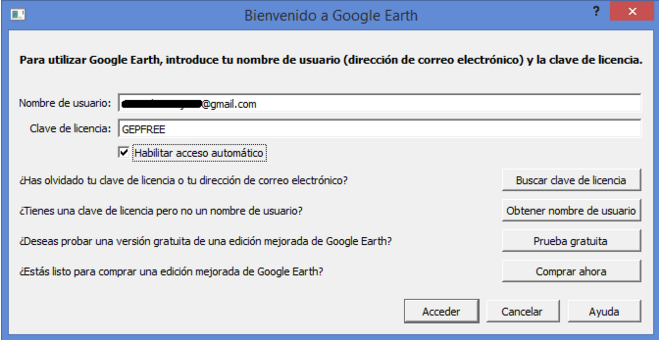 Bienvenido a Google Earth
?
Para utilizar Google Earth, introduce tu nombre de usuario (dirección de correo electrónico) y la clave de licencia.
Nombre de usuario: @gmail.com
Clave de licencia: GEPFREE
Habilitar acceso automático
¿Has olvidado tu clave de licencia o tu dirección de correo electrónico? Buscar clave de licencia
¿Tienes una clave de licencia pero no un nombre de usuario? Obtener nombre de usuario
¿Deseas probar una versión gratuita de una edición mejorada de Google Earth? Prueba gratuita
¿Estás listo para comprar una edición mejorada de Google Earth? Comprar ahora
Acceder Cancelar Ayuda